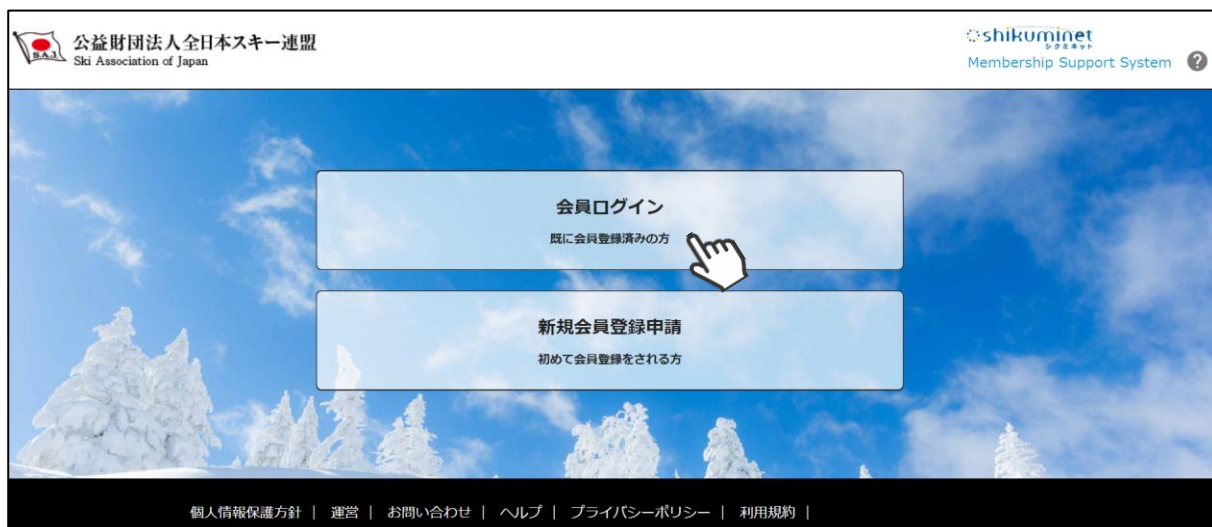 公益財団法人全日本スキー連盟
S.A.J.
Ski Association of Japan
shikuminet
シクミネット
Membership Support System ?
会員ログイン
既に会員登録済みの方
新規会員登録申請
初めて会員登録をされる方
個人情報保護方針 | 運営 | お問い合わせ | ヘルプ | プライバシーポリシー | 利用規約 |